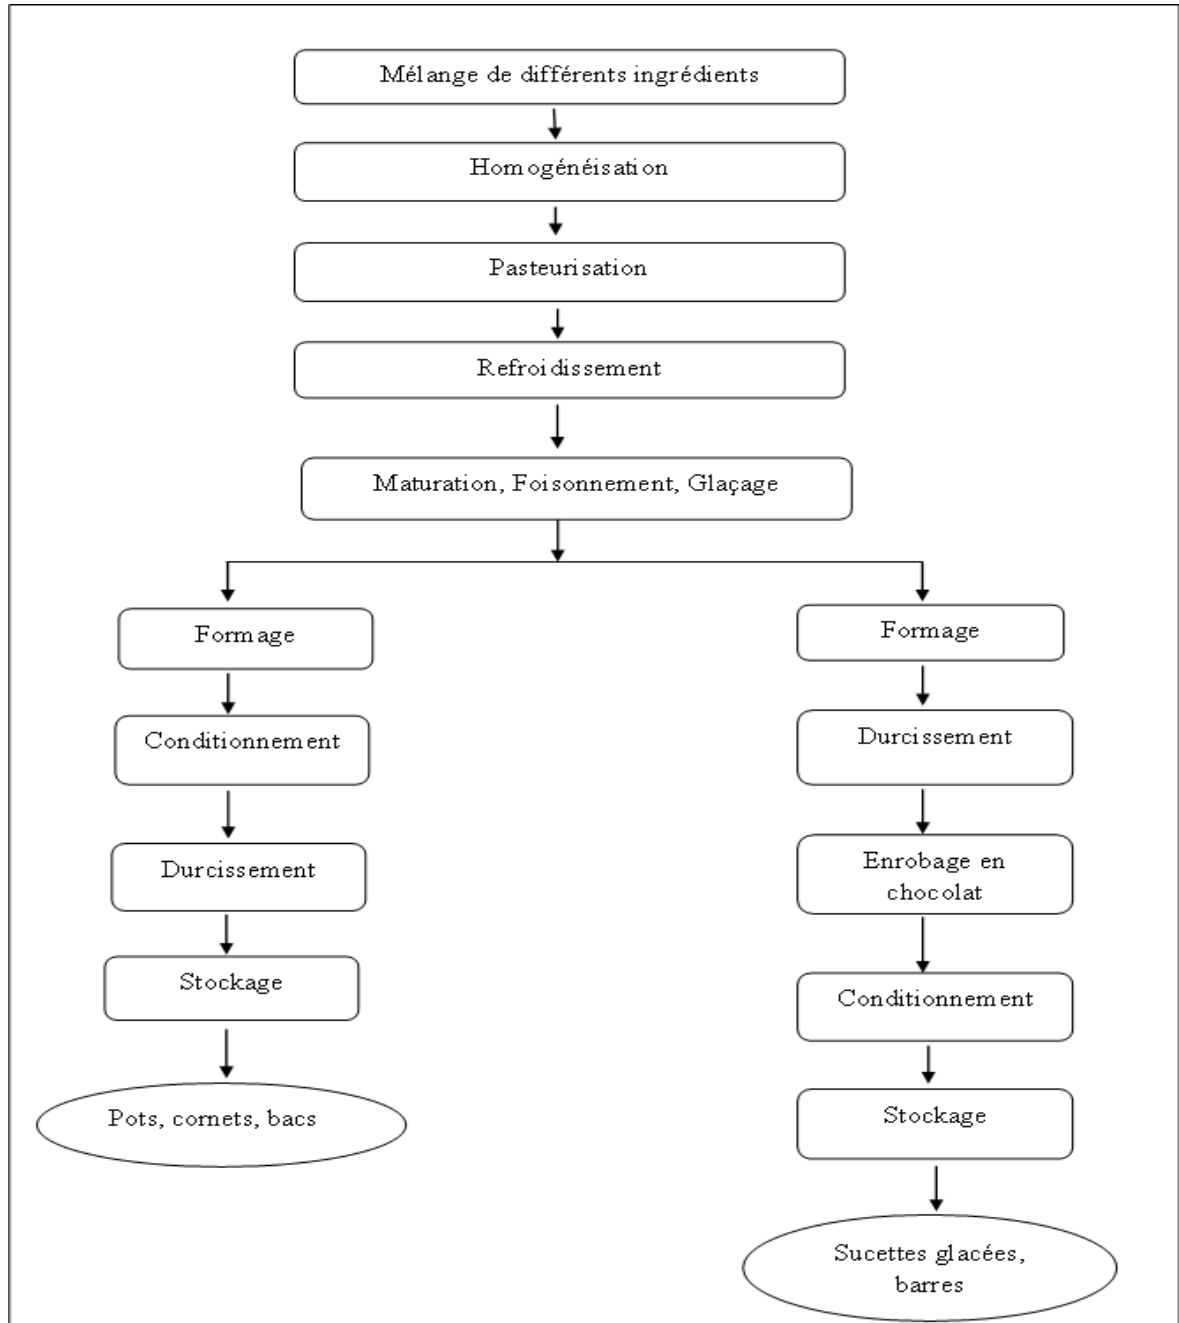 Mélange de différents ingrédients
Homogénéisation
Pasteurisation
Refroidissement
Maturation, Foisonnement, Glaçage
Formage
Conditionnement
Durcissement
Stockage
Pots, cornets, bacs
Formage
Durcissement
Enrobage en
chocolat
Conditionnement
Stockage
Sucettes glacées,
barres